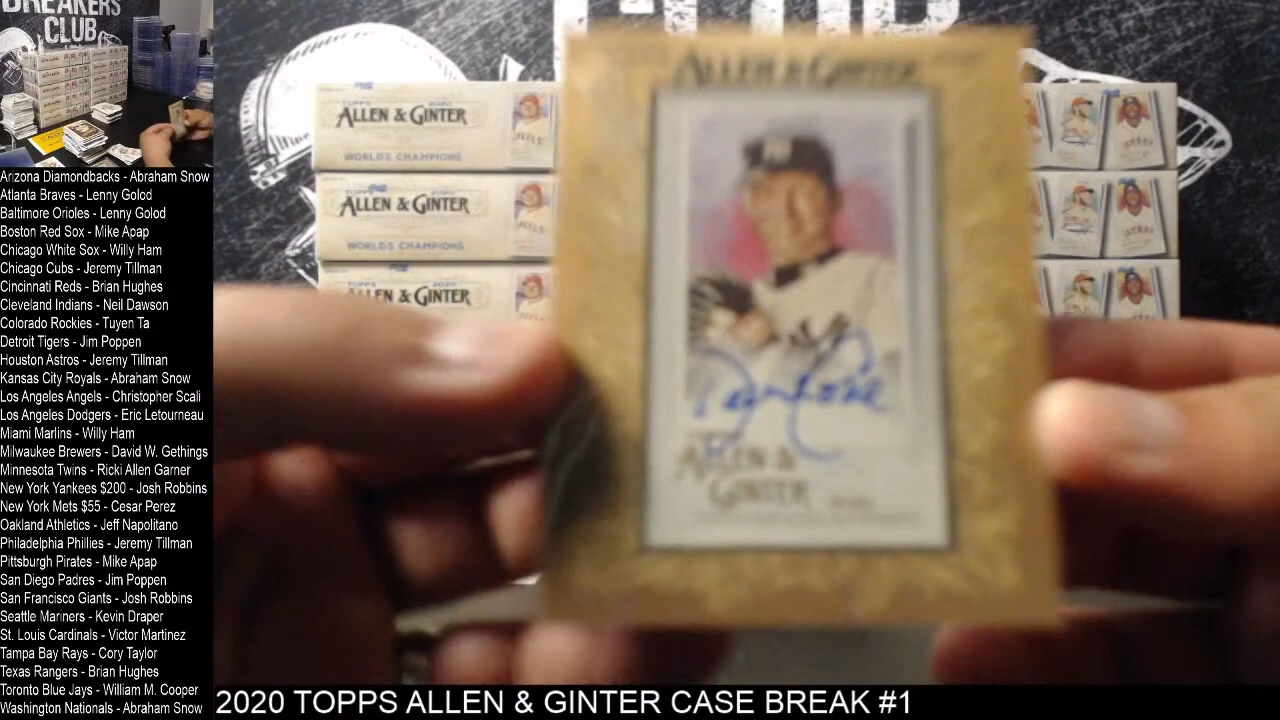 BREAKERS
CLUB
Arizona Diamondbacks - Abraham Snow
Atlanta Braves - Lenny Golod
Baltimore Orioles - Lenny Golod
Boston Red Sox - Mike Apap
Chicago White Sox - Willy Ham
Chicago Cubs - Jeremy Tillman
Cincinnati Reds - Brian Hughes
Cleveland Indians - Neil Dawson
Colorado Rockies - Tuyen Ta
Detroit Tigers - Jim Poppen
Houston Astros - Jeremy Tillman
Kansas City Royals - Abraham Snow
Los Angeles Angels - Christopher Scali
Los Angeles Dodgers - Eric Letourneau
Miami Marlins - Willy Ham
Milwaukee Brewers - David W. Gethings
Minnesota Twins - Ricki Allen Garner
New York Yankees $200 - Josh Robbins
New York Mets $55 - Cesar Perez
Oakland Athletics - Jeff Napolitano
Philadelphia Phillies - Jeremy Tillman
Pittsburgh Pirates - Mike Apap
San Diego Padres - Jim Poppen
San Francisco Giants - Josh Robbins
Seattle Mariners - Kevin Draper
St. Louis Cardinals - Victor Martinez
Tampa Bay Rays - Cory Taylor
Texas Rangers - Brian Hughes
Toronto Blue Jays - William M. Cooper
Washington Nationals - Abraham Snow
CLUB
TOPPS 2020
ALLEN & GINTER
WORLD'S CHAMPIONS
TOPPS 2020
ALLEN & GINTER
WORLD'S CHAMPIONS
ALLEN & GINTER
ALLEN & GINTER
ALLEN &
GINTER
2020 TOPPS ALLEN & GINTER CASE BREAK #1